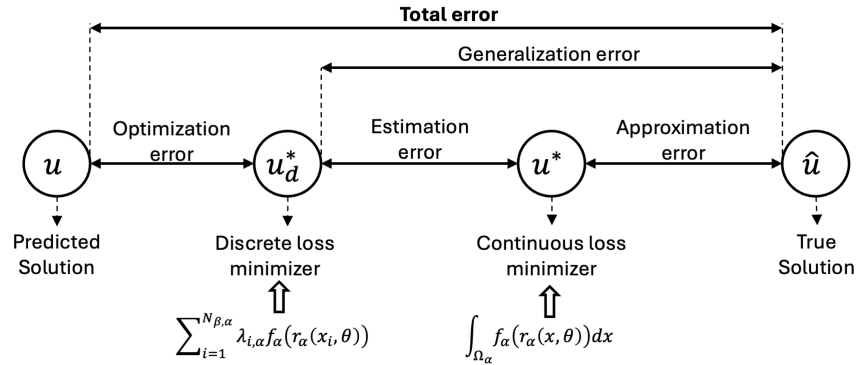 Total error
Generalization error
Optimization error
Estimation error
Approximation error
u
u_d^*
u^*
û
Predicted Solution
Discrete loss minimizer
Continuous loss minimizer
True Solution
∑_{i=1}^{N_{β,α}} λ_{i,α} f_α(r_α(x_i, θ))
∫_{Ω_α} f_α(r_α(x, θ))dx